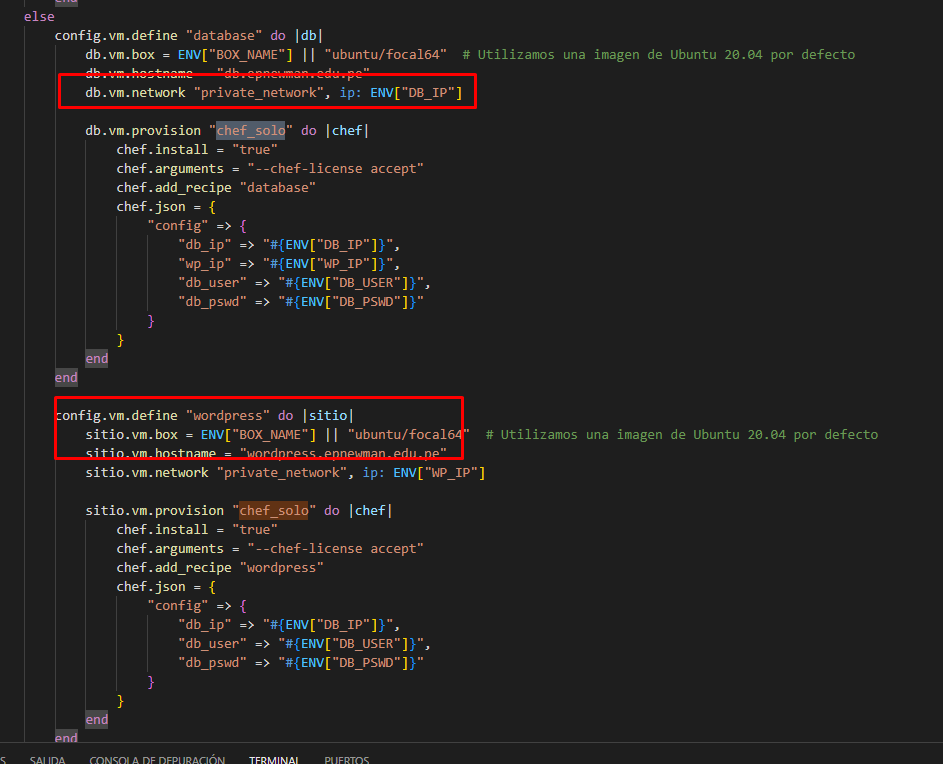 end
else
config.vm.define "database" do |db|
db.vm.box = ENV["BOX_NAME"] || "ubuntu/focal64"  # Utilizamos una imagen de Ubuntu 20.04 por defecto
db.vm.hostname = "db.epnewman.edu.pe"
db.vm.network "private_network", ip: ENV["DB_IP"]
db.vm.provision "chef_solo" do |chef|
chef.install = "true"
chef.arguments = "--chef-license accept"
chef.add_recipe "database"
chef.json = {
"config" => {
"db_ip" => "#{ENV["DB_IP"]}",
"wp_ip" => "#{ENV["WP_IP"]}",
"db_user" => "#{ENV["DB_USER"]}",
"db_pswd" => "#{ENV["DB_PSWD"]}"
}
}
end
end
config.vm.define "wordpress" do |sitio|
sitio.vm.box = ENV["BOX_NAME"] || "ubuntu/focal64"  # Utilizamos una imagen de Ubuntu 20.04 por defecto
sitio.vm.hostname = "wordpress.epnewman.edu.pe"
sitio.vm.network "private_network", ip: ENV["WP_IP"]
sitio.vm.provision "chef_solo" do |chef|
chef.install = "true"
chef.arguments = "--chef-license accept"
chef.add_recipe "wordpress"
chef.json = {
"config" => {
"db_ip" => "#{ENV["DB_IP"]}",
"db_user" => "#{ENV["DB_USER"]}",
"db_pswd" => "#{ENV["DB_PSWD"]}"
}
}
end
end
S SALIDA CONSOLA DE DEPURACIÓN TERMINAL PUERTOS